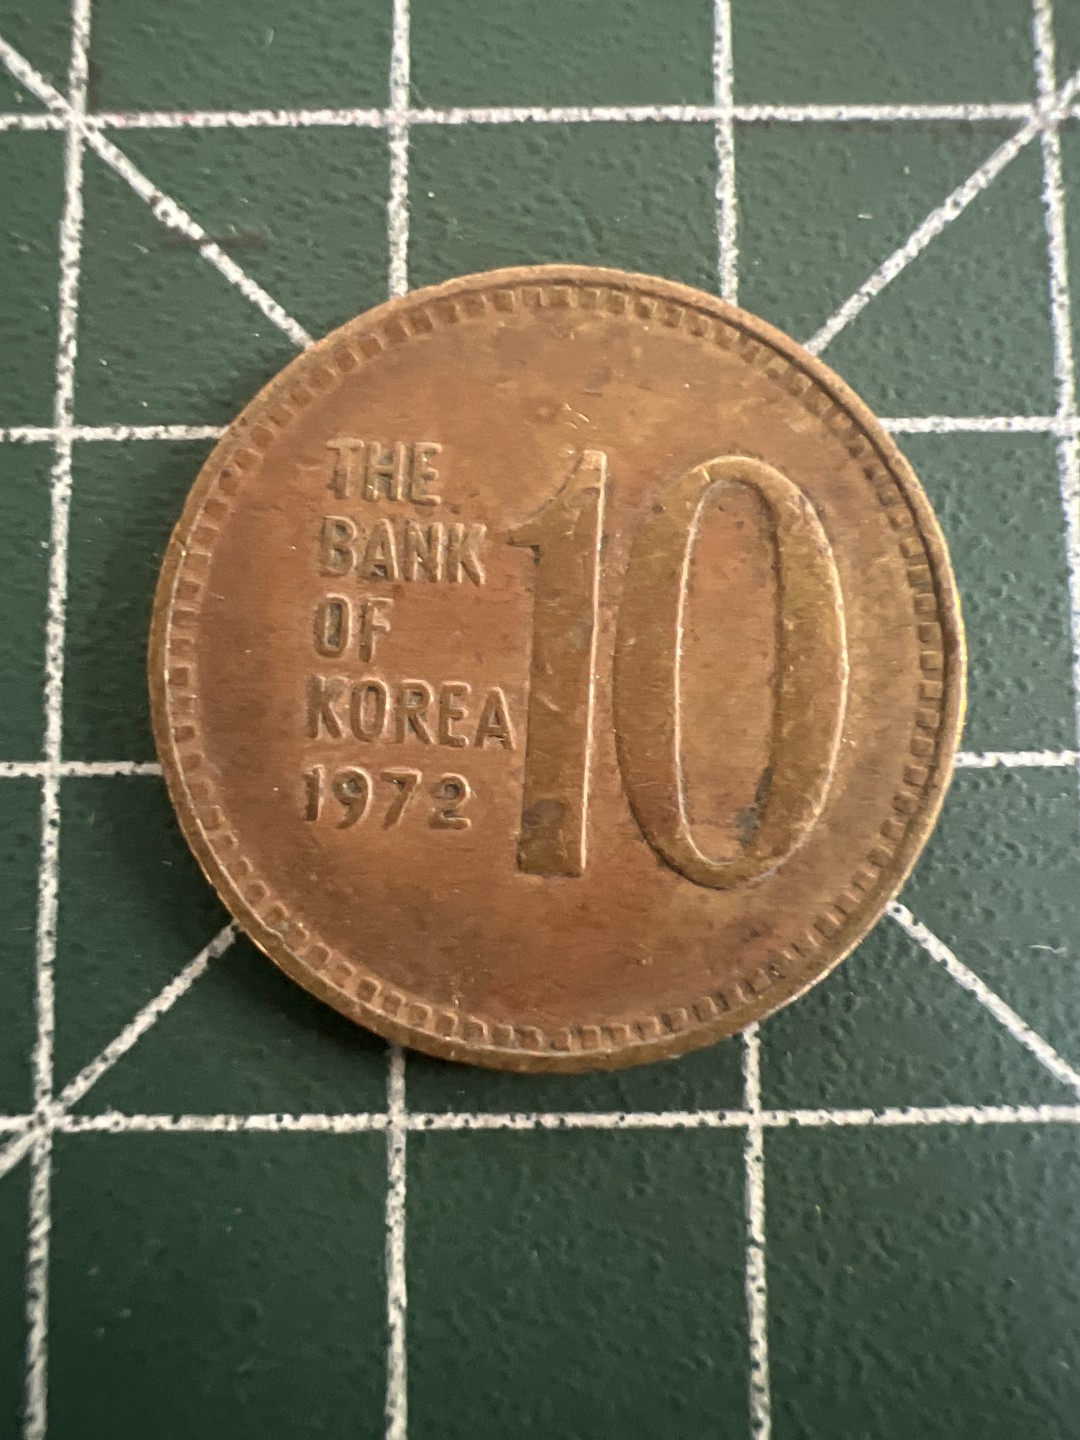 THE
BANK
OF
KOREA
1972
10